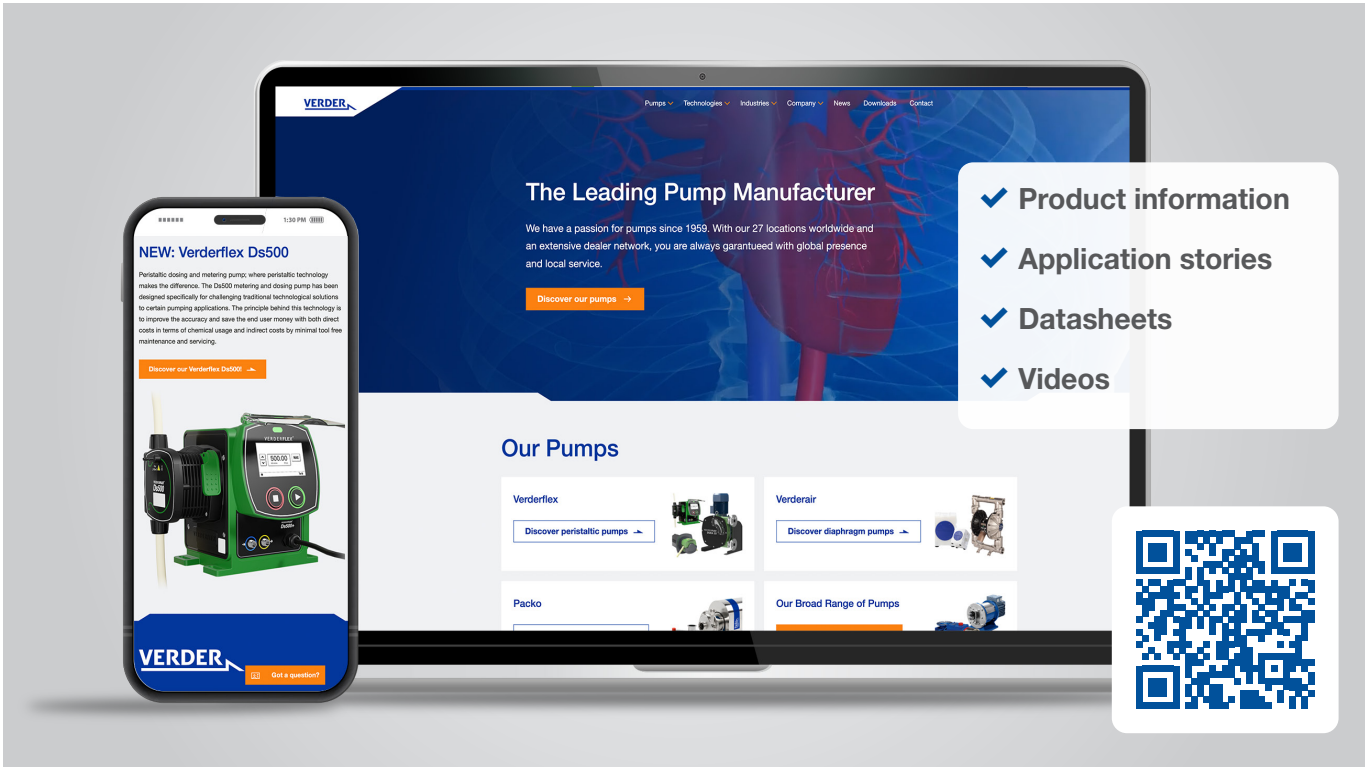 VERDER
Pumps
Technologies
Industries
Company
News
Downloads
Contact
The Leading Pump Manufacturer
We have a passion for pumps since 1959. With our 27 locations worldwide and
an extensive dealer network, you are always garantueed with global presence
and local service.
Discover our pumps
Our Pumps
Verderflex
Discover peristaltic pumps
Verderair
Discover diaphragm pumps
Packo
Our Broad Range of Pumps
1:30 PM
NEW: Verderflex Ds500
Peristaltic dosing and metering pump; where peristaltic technology
makes the difference. The Ds500 metering and dosing pump has been
designed specifically for challenging traditional technological solutions
to certain pumping applications. The principle behind this technology is
to improve the accuracy and save the end user money with both direct
costs in terms of chemical usage and indirect costs by minimal tool free
maintenance and servicing.
Discover our Verderflex Ds500!
VERDERFLEX
500.00
Ds500
Ds500+
VERDER
Got a question?
Product information
Application stories
Datasheets
Videos